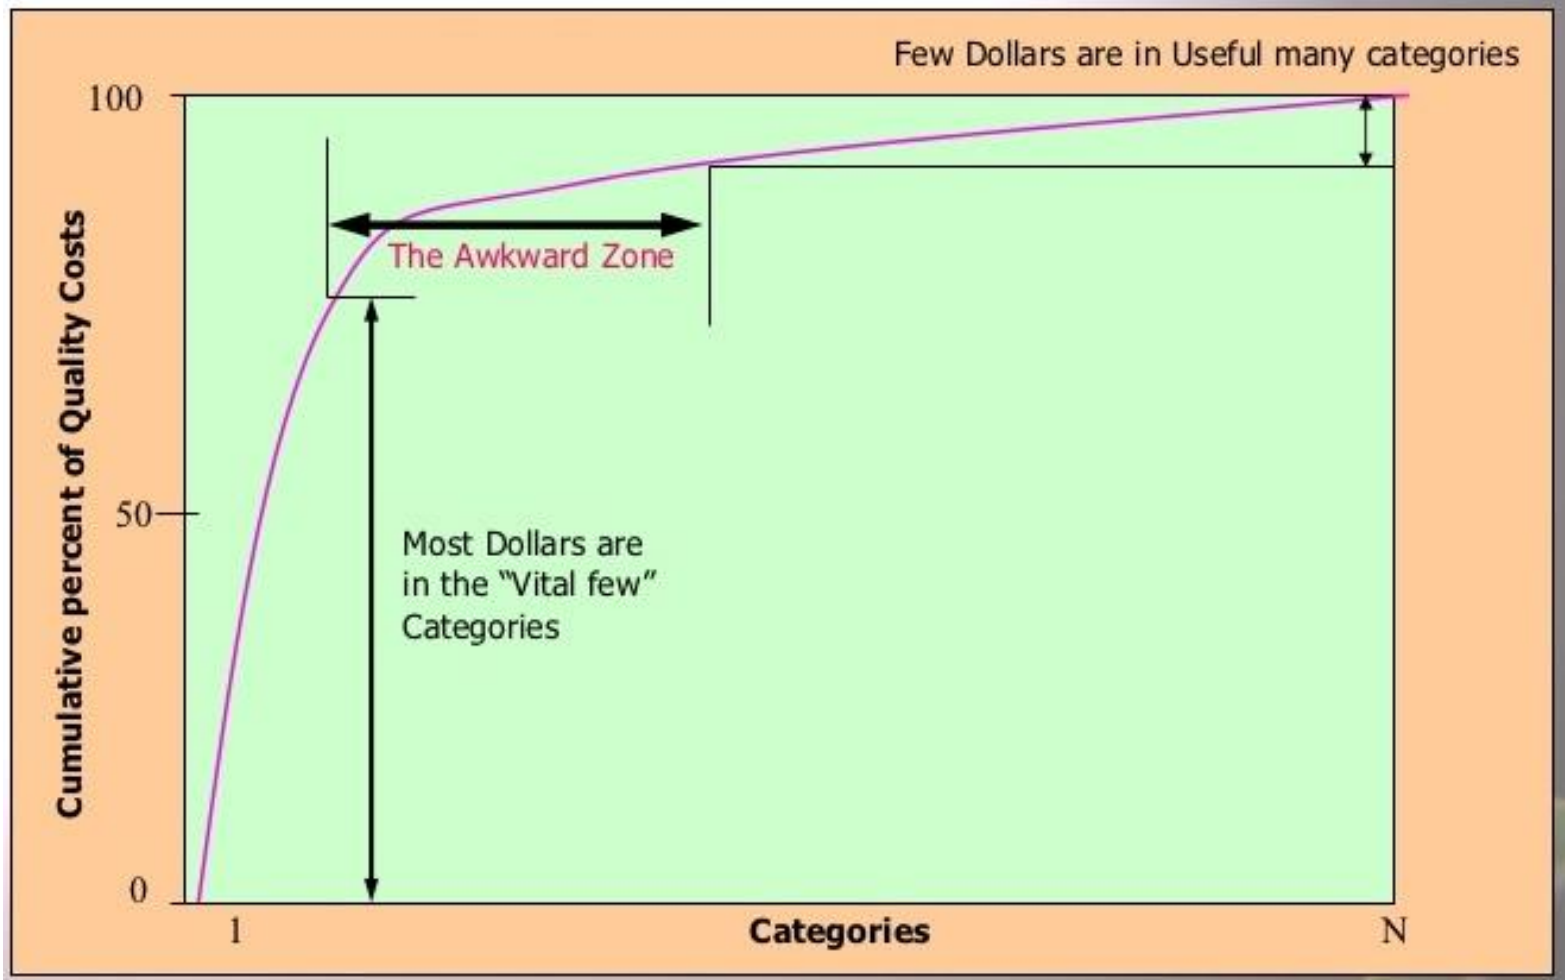 Few Dollars are in Useful many categories
100
The Awkward Zone
Cumulative percent of Quality Costs
50
Most Dollars are
in the “Vital few”
Categories
0
1
Categories
N